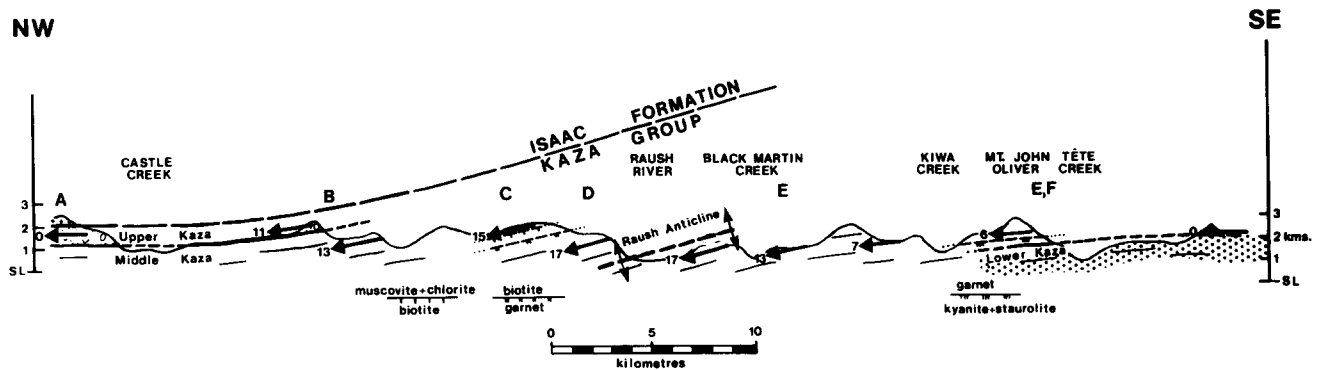 NW
SE
ISAAC FORMATION
KAZA GROUP
CASTLE
CREEK
RAUSH
RIVER
BLACK MARTIN
CREEK
KIWA
CREEK
MT. JOHN
OLIVER
TÊTE
CREEK
A
B
C
D
E
E,F
3
2
1
SL
0
0
Upper Kaza
Middle Kaza
11
13
15
17
Raush Anticline
17
13
7
6
Lower Kaza
0
3
2 kms.
1
SL
muscovite+chlorite
biotite
biotite
garnet
garnet
kyanite+staurolite
0 5 10
kilometres